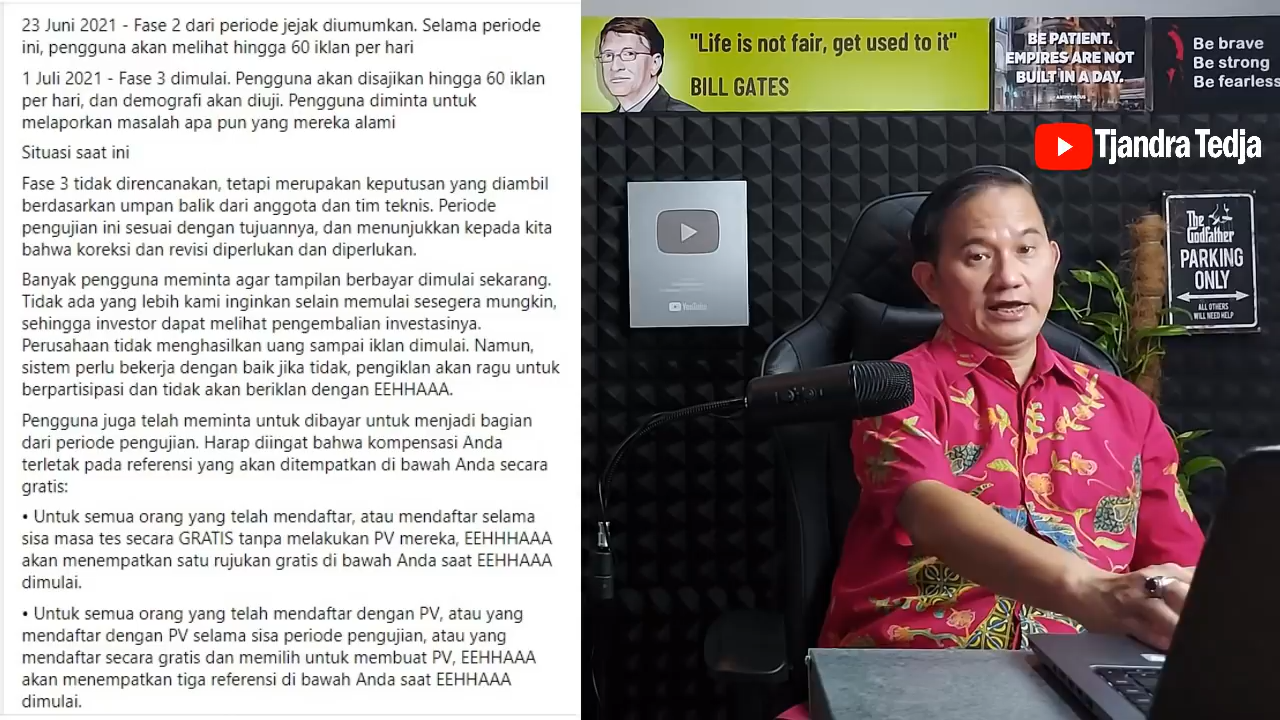 23 Juni 2021 - Fase 2 dari periode jejak diumumkan. Selama periode
ini, pengguna akan melihat hingga 60 iklan per hari
1 Juli 2021 - Fase 3 dimulai. Pengguna akan disajikan hingga 60 iklan
per hari, dan demografi akan diuji. Pengguna diminta untuk
melaporkan masalah apa pun yang mereka alami
Situasi saat ini
Fase 3 tidak direncanakan, tetapi merupakan keputusan yang diambil
berdasarkan umpan balik dari anggota dan tim teknis. Periode
pengujian ini sesuai dengan tujuannya, dan menunjukkan kepada kita
bahwa koreksi dan revisi diperlukan dan diperlukan.
Banyak pengguna meminta agar tampilan berbayar dimulai sekarang.
Tidak ada yang lebih kami inginkan selain memulai sesegera mungkin,
sehingga investor dapat melihat pengembalian investasinya.
Perusahaan tidak menghasilkan uang sampai iklan dimulai. Namun,
sistem perlu bekerja dengan baik jika tidak, pengiklan akan ragu untuk
berpartisipasi dan tidak akan beriklan dengan EEHHAAA.
Pengguna juga telah meminta untuk dibayar untuk menjadi bagian
dari periode pengujian. Harap diingat bahwa kompensasi Anda
terletak pada referensi yang akan ditempatkan di bawah Anda secara
gratis:
• Untuk semua orang yang telah mendaftar, atau mendaftar selama
sisa masa tes secara GRATIS tanpa melakukan PV mereka, EEHHHAAA
akan menempatkan satu rujukan gratis di bawah Anda saat EEHHAAA
dimulai.
• Untuk semua orang yang telah mendaftar dengan PV, atau yang
mendaftar dengan PV selama sisa periode pengujian, atau yang
mendaftar secara gratis dan memilih untuk membuat PV, EEHHAAA
akan menempatkan tiga referensi di bawah Anda saat EEHHAAA
dimulai.
"Life is not fair, get used to it"
BILL GATES
BE PATIENT.
EMPIRES ARE NOT
BUILT IN A DAY.
- ANONYMOUS
Be brave
Be strong
Be fearless
Tjandra Tedja
YouTube
The
Godfather
PARKING
ONLY
ALL OTHERS
WILL NEED HELP